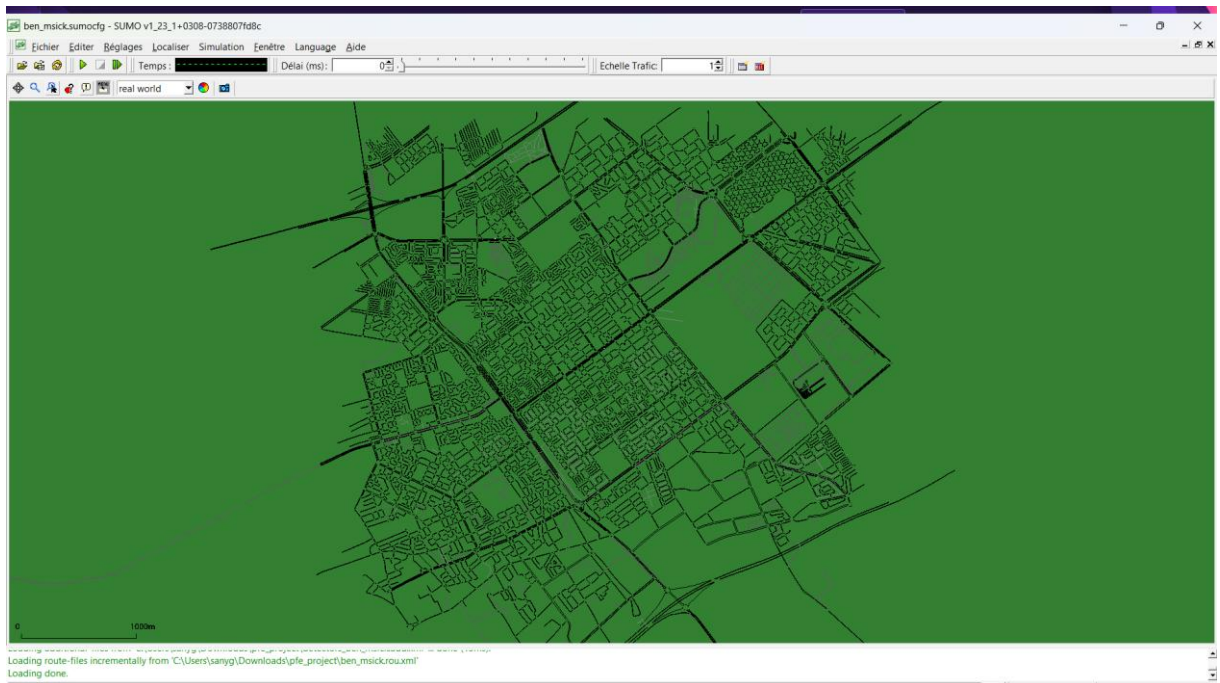 ben_msick.sumocfg - SUMO v1_23_1+0308-0738807fd8c
Fichier Editer Réglages Localiser Simulation Fenêtre Language Aide
Temps : Délai (ms): 0 Echelle Trafic: 1
real world
0 1000m
Loading route-files incrementally from 'C:\Users\sanyg\Downloads\pfe_project\ben_msick.rou.xml'
Loading done.